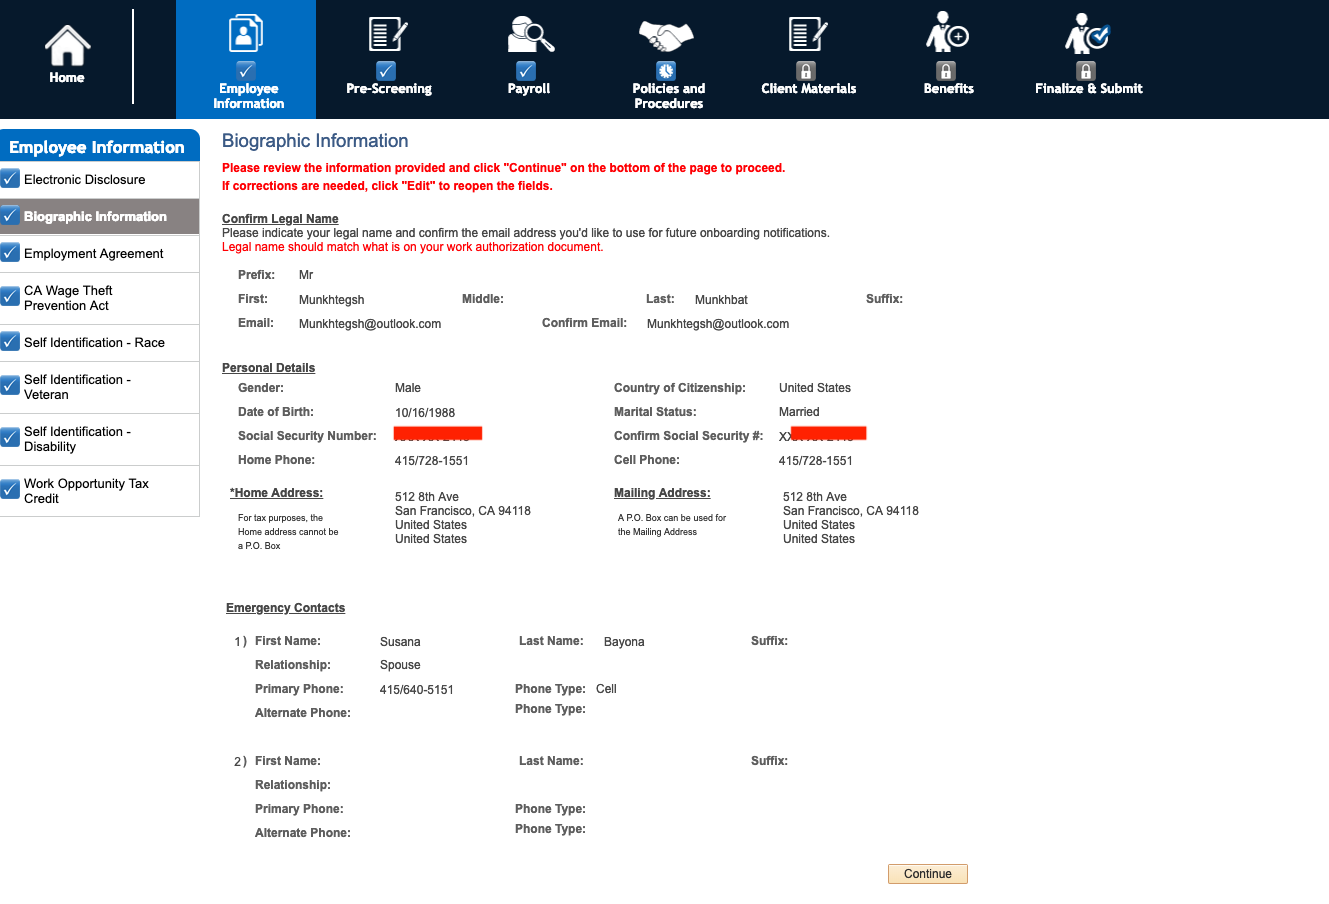 Home
Employee Information
Pre-Screening
Payroll
Policies and Procedures
Client Materials
Benefits
Finalize & Submit
Employee Information
Electronic Disclosure
Biographic Information
Employment Agreement
CA Wage Theft
Prevention Act
Self Identification - Race
Self Identification -
Veteran
Self Identification -
Disability
Work Opportunity Tax
Credit
Biographic Information
Please review the information provided and click "Continue" on the bottom of the page to proceed.
If corrections are needed, click "Edit" to reopen the fields.
Confirm Legal Name
Please indicate your legal name and confirm the email address you'd like to use for future onboarding notifications.
Legal name should match what is on your work authorization document.
Prefix: Mr
First: Munkhtegsh Middle: Last: Munkhbat Suffix:
Email: Munkhtegsh@outlook.com Confirm Email: Munkhtegsh@outlook.com
Personal Details
Gender: Male Country of Citizenship: United States
Date of Birth: 10/16/1988 Marital Status: Married
Social Security Number: Confirm Social Security #:
Home Phone: 415/728-1551 Cell Phone: 415/728-1551
*Home Address:
For tax purposes, the
Home address cannot be
a P.O. Box
512 8th Ave
San Francisco, CA 94118
United States
United States
Mailing Address:
A P.O. Box can be used for
the Mailing Address
512 8th Ave
San Francisco, CA 94118
United States
United States
Emergency Contacts
1) First Name: Susana Last Name: Bayona Suffix:
Relationship: Spouse
Primary Phone: 415/640-5151 Phone Type: Cell
Alternate Phone: Phone Type:
2) First Name: Last Name: Suffix:
Relationship:
Primary Phone: Phone Type:
Alternate Phone: Phone Type:
Continue